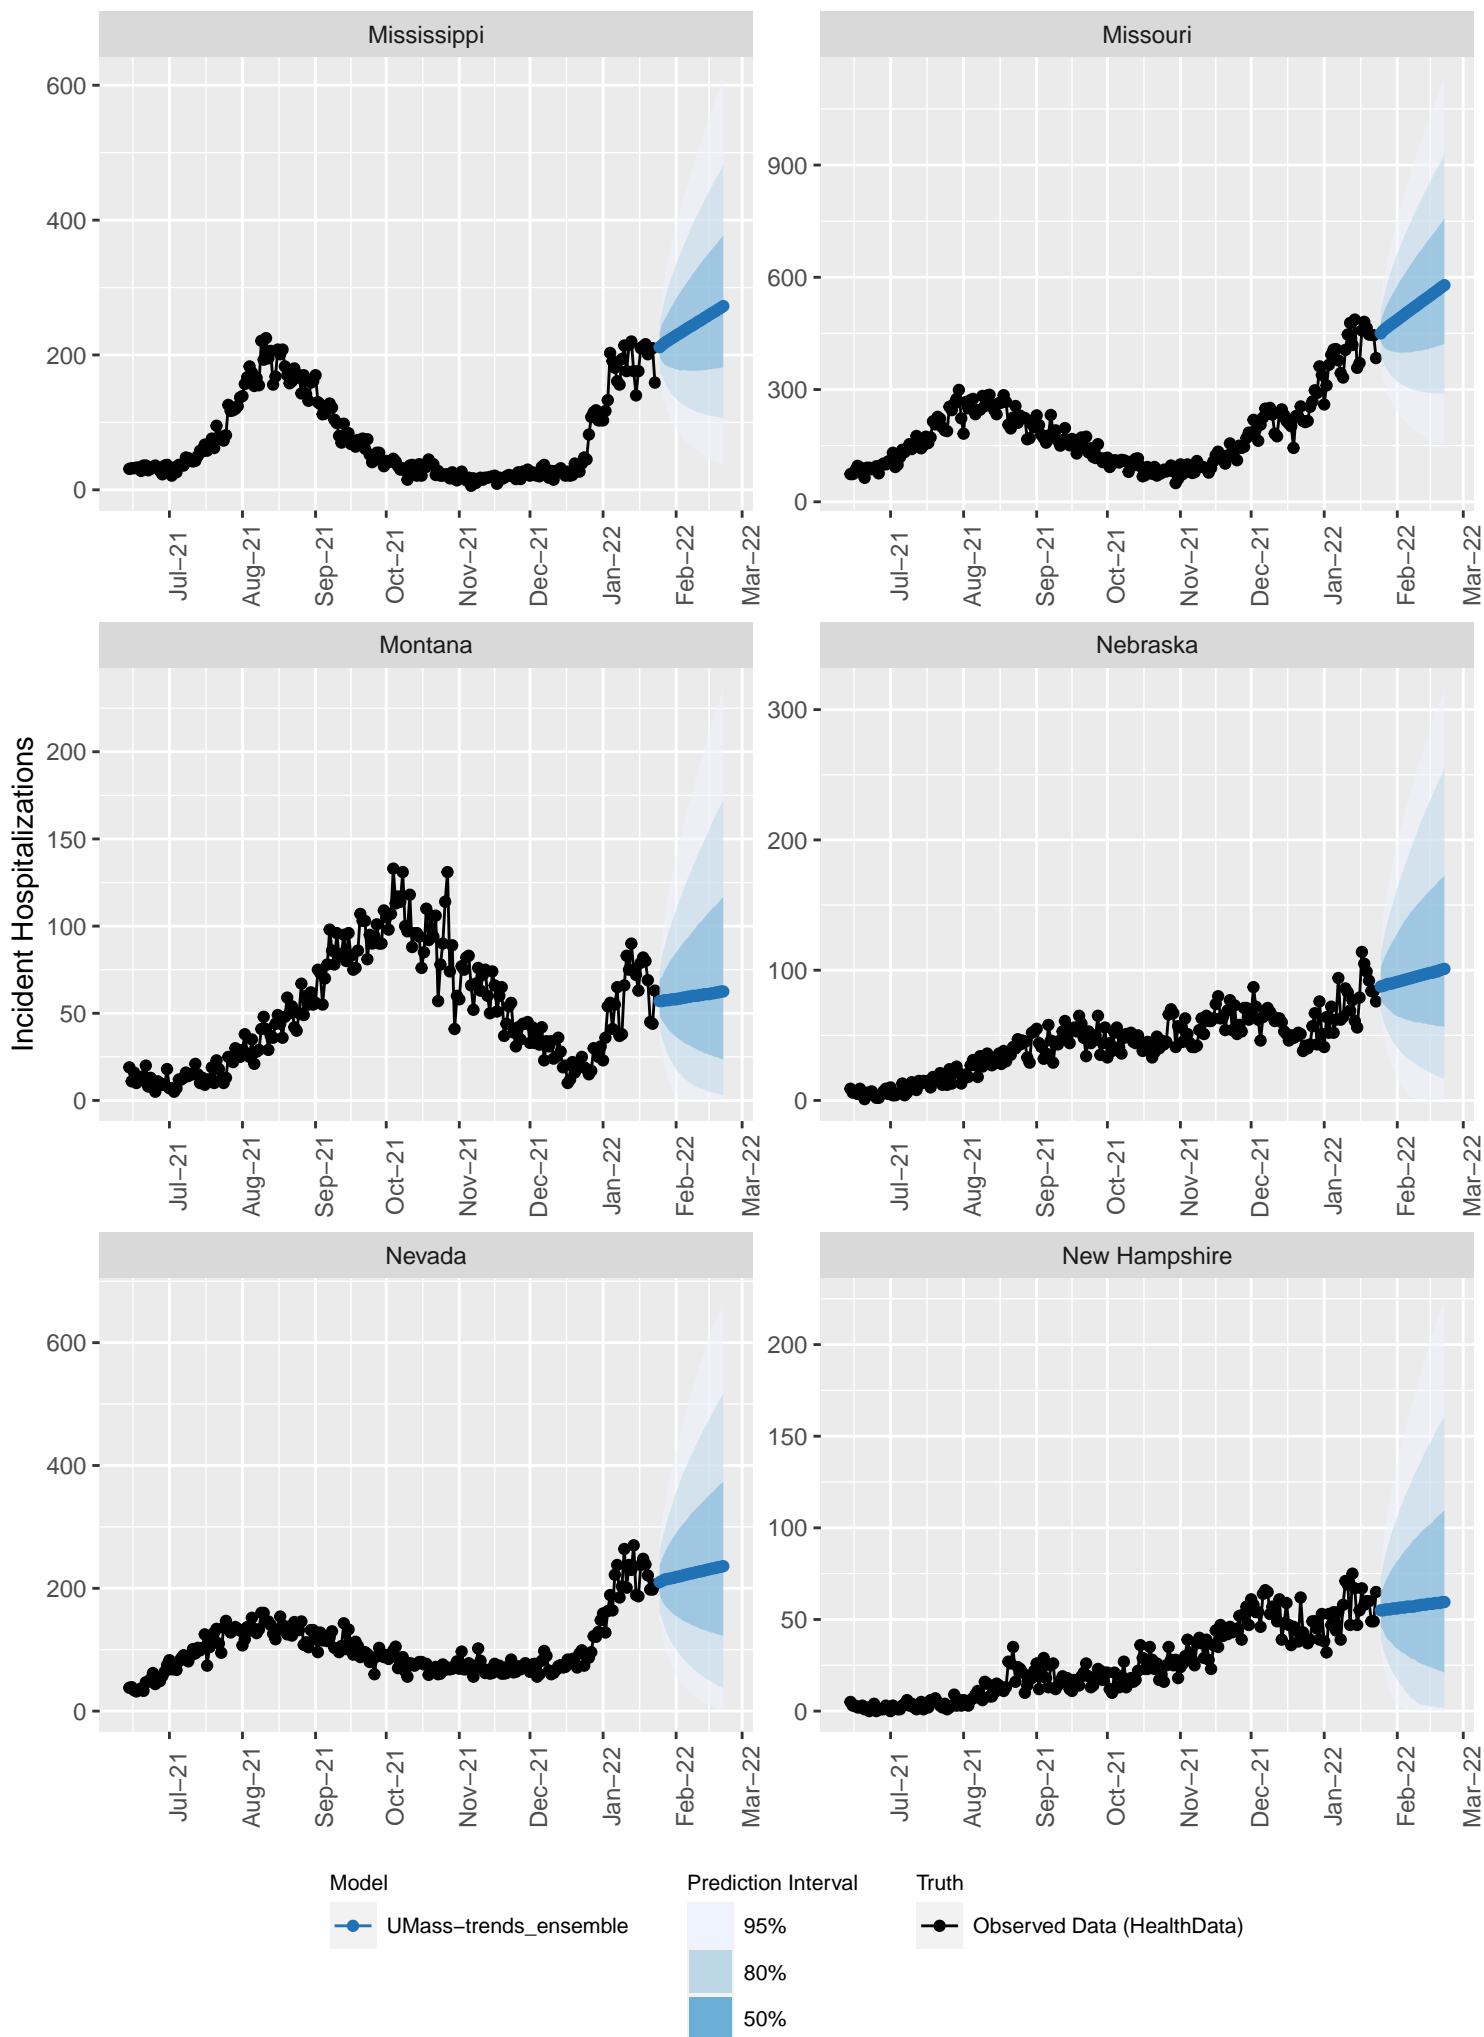 Mississippi
Missouri
600
400
200
0
900
600
300
0
Jul−21
Aug−21
Sep−21
Oct−21
Nov−21
Dec−21
Jan−22
Feb−22
Mar−22
Jul−21
Aug−21
Sep−21
Oct−21
Nov−21
Dec−21
Jan−22
Feb−22
Mar−22
Incident Hospitalizations
Montana
Nebraska
200
150
100
50
0
300
200
100
0
Jul−21
Aug−21
Sep−21
Oct−21
Nov−21
Dec−21
Jan−22
Feb−22
Mar−22
Jul−21
Aug−21
Sep−21
Oct−21
Nov−21
Dec−21
Jan−22
Feb−22
Mar−22
Nevada
New Hampshire
600
400
200
0
200
150
100
50
0
Jul−21
Aug−21
Sep−21
Oct−21
Nov−21
Dec−21
Jan−22
Feb−22
Mar−22
Jul−21
Aug−21
Sep−21
Oct−21
Nov−21
Dec−21
Jan−22
Feb−22
Mar−22
Model
UMass−trends_ensemble
Prediction Interval
95%
80%
50%
Truth
Observed Data (HealthData)